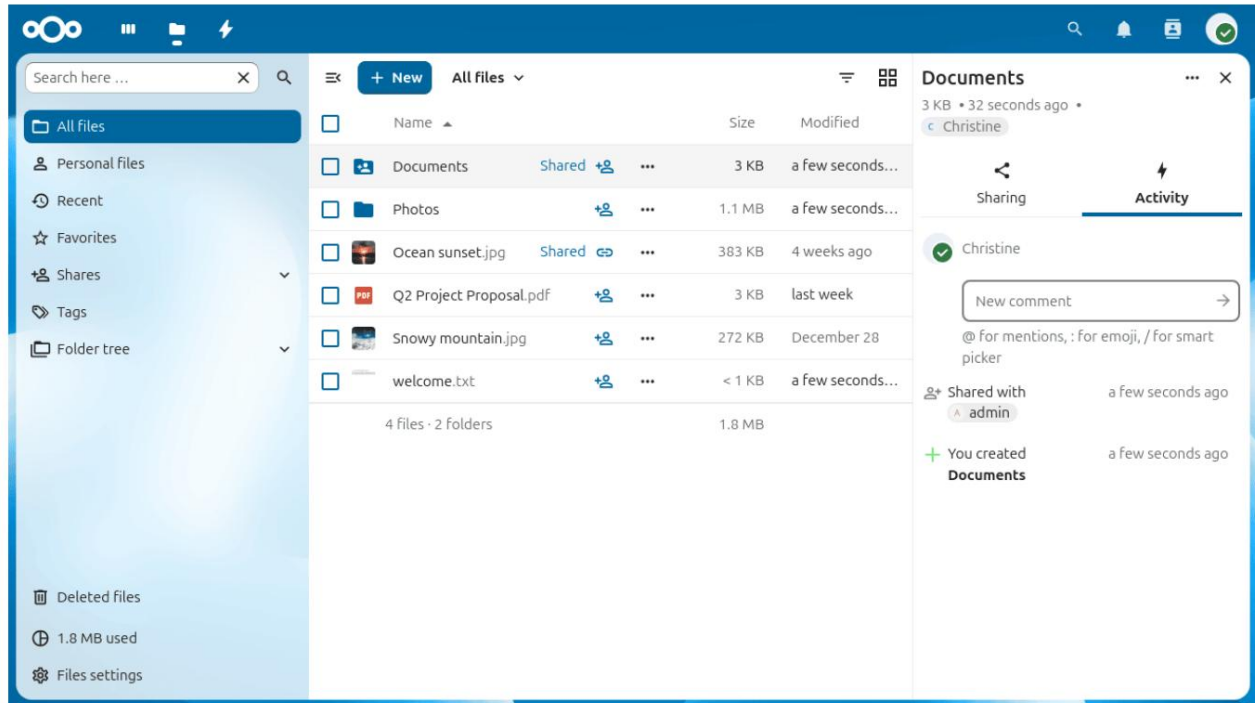 Search here ...
All files
Personal files
Recent
Favorites
Shares
Tags
Folder tree
Deleted files
1.8 MB used
Files settings
+ New All files
Name Size Modified
Documents Shared 3 KB a few seconds...
Photos 1.1 MB a few seconds...
Ocean sunset.jpg Shared 383 KB 4 weeks ago
PDF Q2 Project Proposal.pdf 3 KB last week
Snowy mountain.jpg 272 KB December 28
welcome.txt < 1 KB a few seconds...
4 files · 2 folders 1.8 MB
Documents
3 KB • 32 seconds ago •
C Christine
Sharing Activity
Christine
New comment
@ for mentions, : for emoji, / for smart
picker
Shared with a few seconds ago
A admin
You created a few seconds ago
Documents